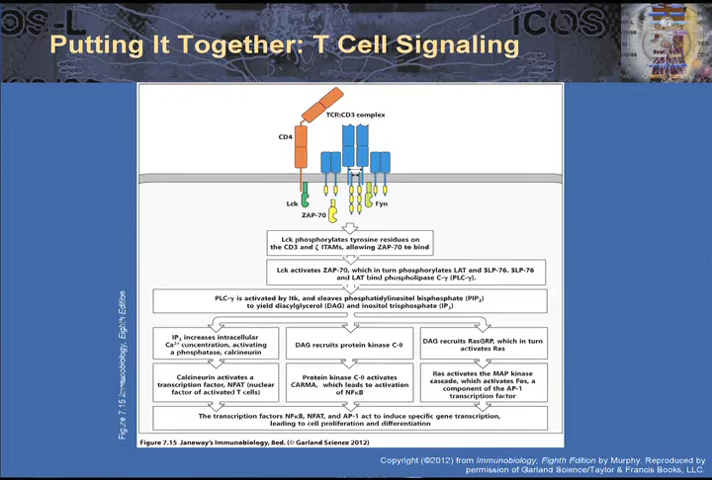 OS-L
ICOS
Putting It Together: T Cell Signaling
TCR:CD3 complex
CD4
Lck
Fyn
ZAP-70
Lck phosphorylates tyrosine residues on
the CD3 and ζ ITAMs, allowing ZAP-70 to bind
Lck activates ZAP-70, which in turn phosphorylates LAT and SLP-76. SLP-76
and LAT bind phospholipase C-γ (PLC-γ).
PLC-γ is activated by Itk, and cleaves phosphatidylinositol bisphosphate (PIP₂)
to yield diacylglycerol (DAG) and inositol trisphosphate (IP₃)
IP₃ increases intracellular
Ca²⁺ concentration, activating
a phosphatase, calcineurin
DAG recruits protein kinase C-θ
DAG recruits RasGRP, which in turn
activates Ras
Calcineurin activates a
transcription factor, NFAT (nuclear
factor of activated T cells)
Protein kinase C-θ activates
CARMA, which leads to activation
of NFκB
Ras activates the MAP kinase
cascade, which activates Fos, a
component of the AP-1
transcription factor
The transcription factors NFκB, NFAT, and AP-1 act to induce specific gene transcription,
leading to cell proliferation and differentiation
Figure 7.15 Janeway's Immunobiology, 8ed. (© Garland Science 2012)
Figure 7.15 Immunobiology, Eighth Edition
Copyright (©2012) from Immunobiology, Eighth Edition by Murphy. Reproduced by
permission of Garland Science/Taylor & Francis Books, LLC.